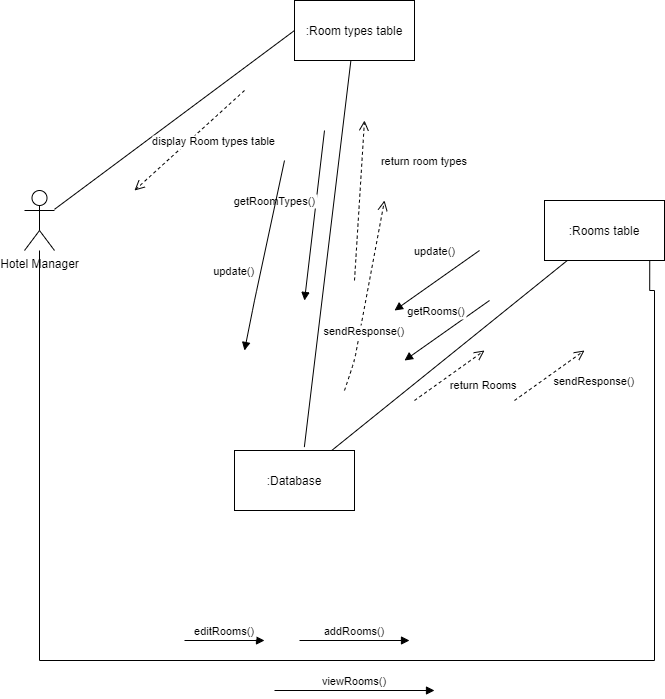 :Room types table
display Room types table
return room types
getRoomTypes()
:Rooms table
update()
Hotel Manager
update()
getRooms()
sendResponse()
return Rooms
sendResponse()
:Database
editRooms()
addRooms()
viewRooms()